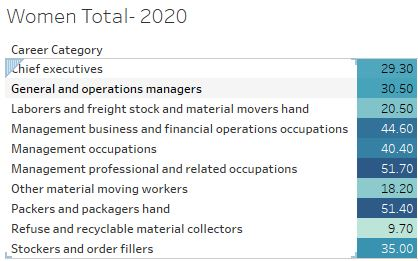 Women Total- 2020
Career Category
Chief executives 29.30
General and operations managers 30.50
Laborers and freight stock and material movers hand 20.50
Management business and financial operations occupations 44.60
Management occupations 40.40
Management professional and related occupations 51.70
Other material moving workers 18.20
Packers and packagers hand 51.40
Refuse and recyclable material collectors 9.70
Stockers and order fillers 35.00